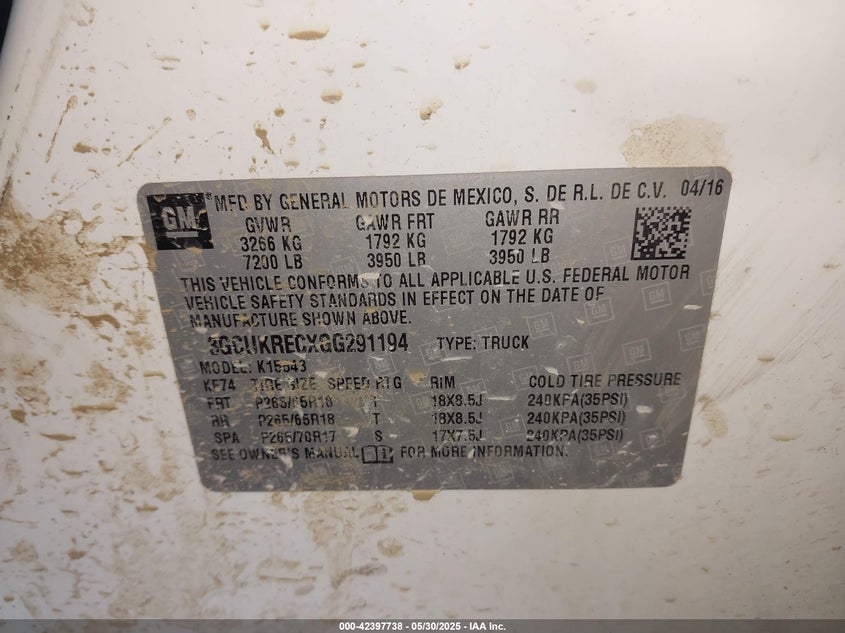 GM ® MFD BY GENERAL MOTORS DE MEXICO, S. DE R.L. DE C.V. 04/16
GVWR GAWR FRT GAWR RR
3266 KG 1792 KG 1792 KG
7200 LB 3950 LB 3950 LB
THIS VEHICLE CONFORMS TO ALL APPLICABLE U.S. FEDERAL MOTOR
VEHICLE SAFETY STANDARDS IN EFFECT ON THE DATE OF
MANUFACTURE SHOWN ABOVE.
3GCUKRECXGG291194 TYPE: TRUCK
MODEL: K15543
KF74 TIRE SIZE SPEED RTG RIM COLD TIRE PRESSURE
FRT P265/65R18 T 18X8.5J 240KPA(35PSI)
RR P265/65R18 T 18X8.5J 240KPA(35PSI)
SPA P265/70R17 S 17X7.5J 240KPA(35PSI)
SEE OWNER'S MANUAL FOR MORE INFORMATION.
000-42397738 - 05/30/2025 - IAA Inc.